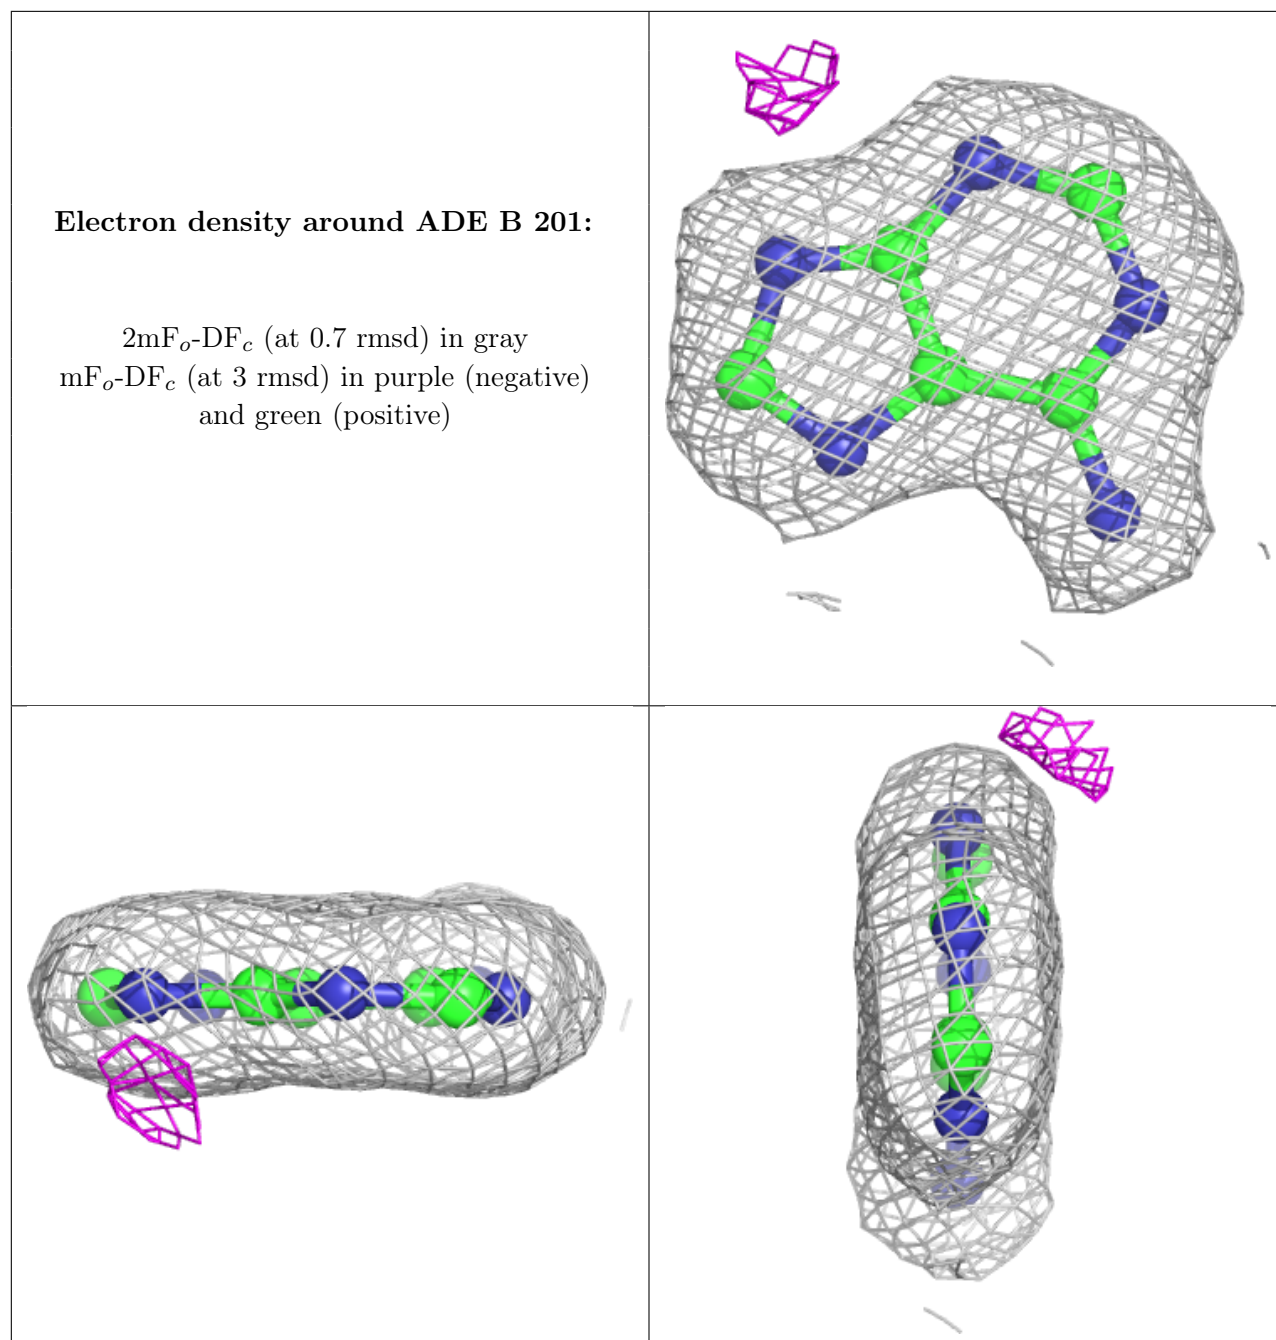 Electron density around ADE B 201:
2mFₒ-DF𝒸 (at 0.7 rmsd) in gray
mFₒ-DF𝒸 (at 3 rmsd) in purple (negative)
and green (positive)